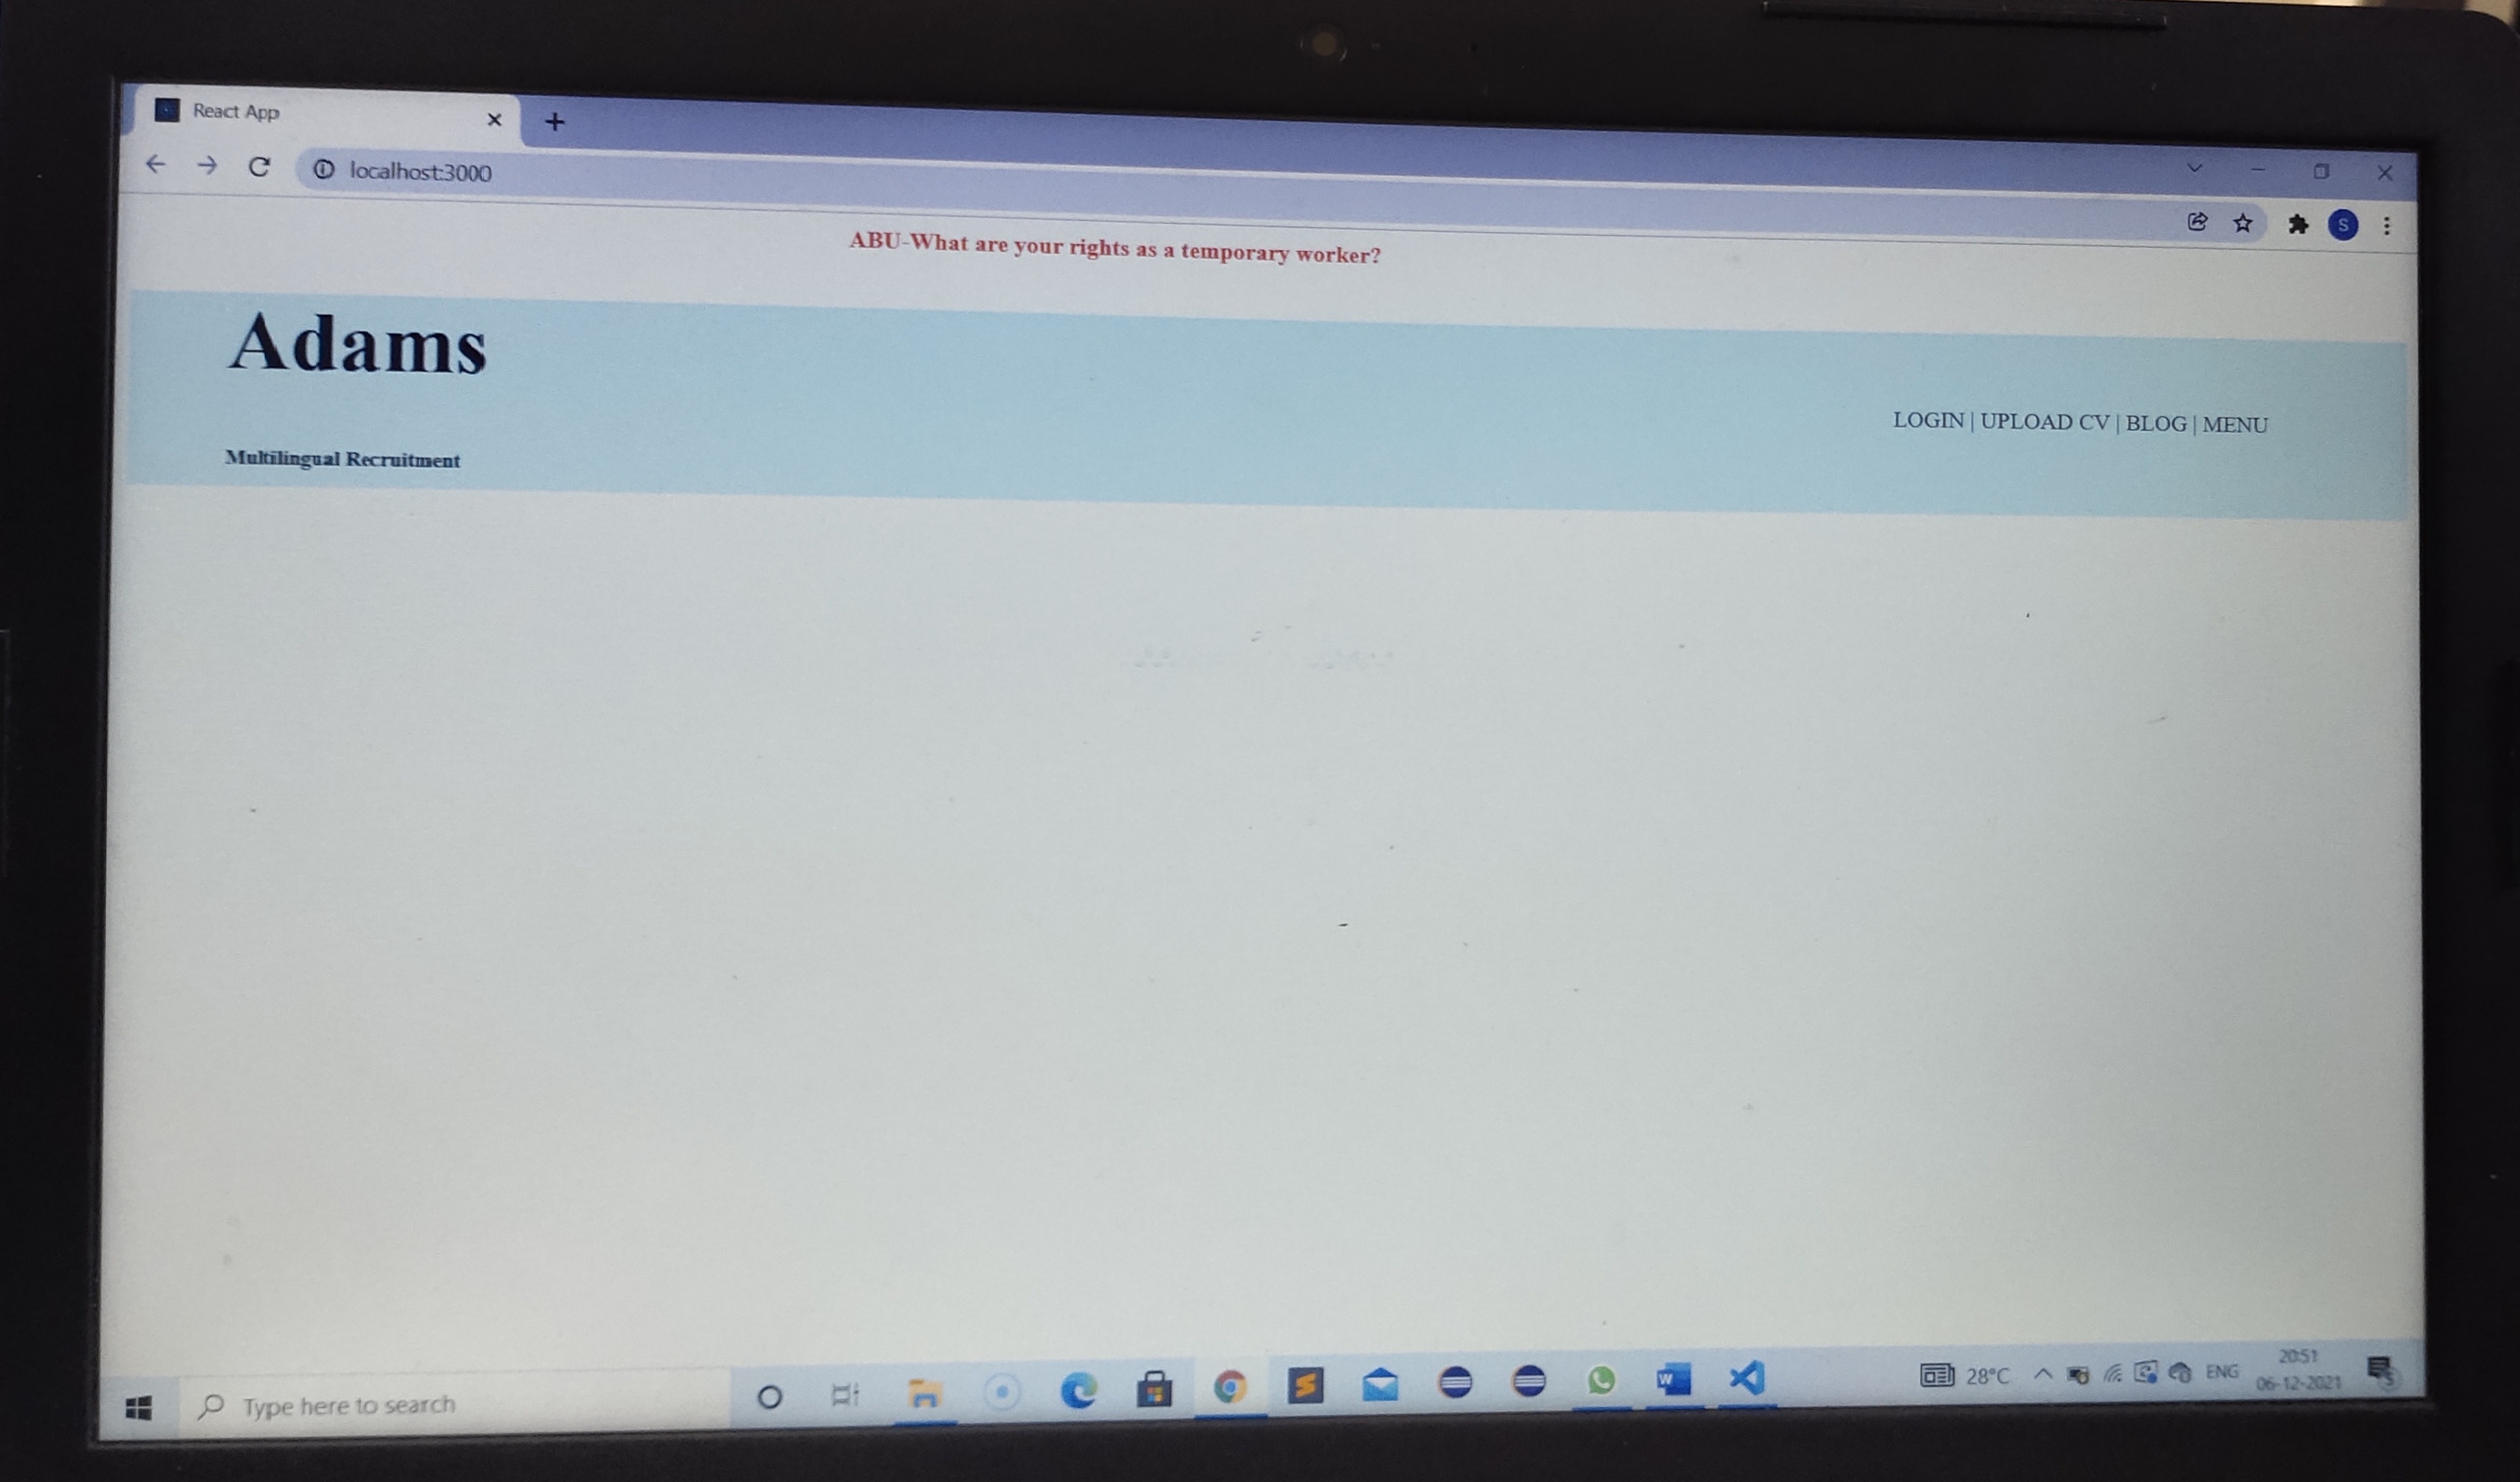 React App
localhost:3000
S
ABU-What are your rights as a temporary worker?
Adams
LOGIN | UPLOAD CV | BLOG | MENU
Multilingual Recruitment
Type here to search
28°C
ENG
20:51
06-12-2021